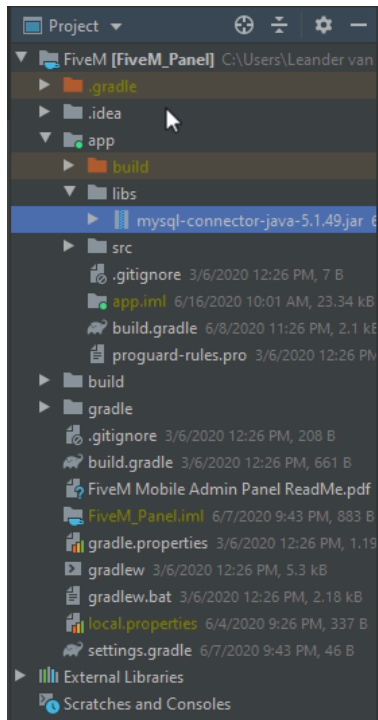 Project
FiveM [FiveM_Panel] C:\Users\Leander van
.gradle
.idea
app
build
libs
mysql-connector-java-5.1.49.jar 6
src
.gitignore 3/6/2020 12:26 PM, 7 B
app.iml 6/16/2020 10:01 AM, 23.34 kB
build.gradle 6/8/2020 11:26 PM, 2.1 kB
proguard-rules.pro 3/6/2020 12:26 PM
build
gradle
.gitignore 3/6/2020 12:26 PM, 208 B
build.gradle 3/6/2020 12:26 PM, 661 B
FiveM Mobile Admin Panel ReadMe.pdf
FiveM_Panel.iml 6/7/2020 9:43 PM, 883 B
gradle.properties 3/6/2020 12:26 PM, 1.19
gradlew 3/6/2020 12:26 PM, 5.3 kB
gradlew.bat 3/6/2020 12:26 PM, 2.18 kB
local.properties 6/4/2020 9:26 PM, 337 B
settings.gradle 6/7/2020 9:43 PM, 46 B
External Libraries
Scratches and Consoles